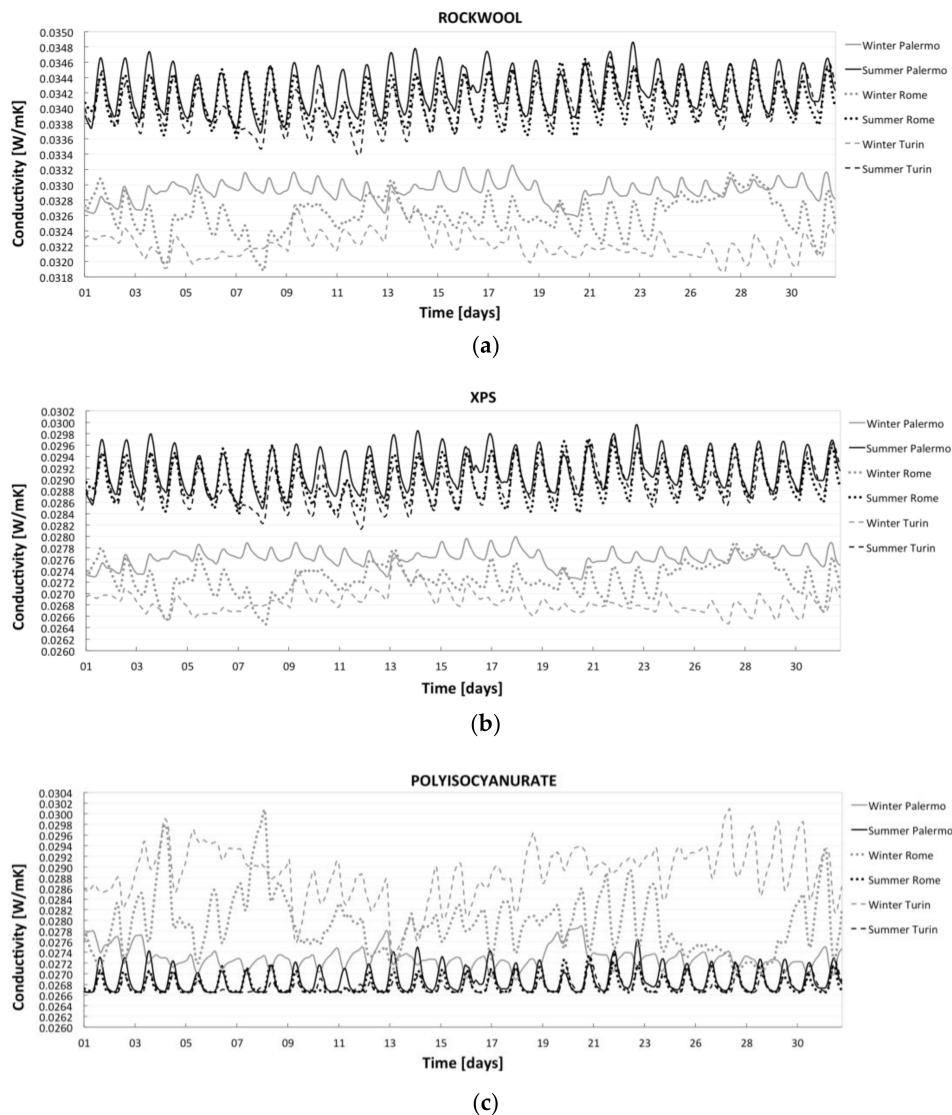 ROCKWOOL
0.0350
0.0348
0.0344
0.0342
0.0340
0.0338
0.0334
0.0332
0.0330
0.0326
0.0324
0.0322
0.0320
0.0318
Conductivity [W/mK]
01 03 05 07 09 11 13 15 17 19 21 23 24 26 28 30
Time [days]
Winter Palermo
Summer Palermo
Winter Rome
Summer Rome
Winter Turin
Summer Turin
(a)
XPS
0.0302
0.0300
0.0298
0.0296
0.0294
0.0292
0.0290
0.0288
0.0286
0.0284
0.0282
0.0280
0.0278
0.0276
0.0274
0.0272
0.0270
0.0268
0.0266
0.0264
0.0262
0.0260
Conductivity [W/mK]
01 03 05 07 09 11 13 15 17 19 21 23 24 26 28 30
Time [days]
Winter Palermo
Summer Palermo
Winter Rome
Summer Rome
Winter Turin
Summer Turin
(b)
POLYISOCYANURATE
0.0304
0.0302
0.0300
0.0298
0.0296
0.0294
0.0292
0.0290
0.0288
0.0286
0.0284
0.0282
0.0280
0.0278
0.0276
0.0274
0.0272
0.0270
0.0268
0.0266
0.0264
0.0262
0.0260
Conductivity [W/mK]
01 03 05 07 09 11 13 15 17 19 21 23 24 26 28 30
Time [days]
Winter Palermo
Summer Palermo
Winter Rome
Summer Rome
Winter Turin
Summer Turin
(c)